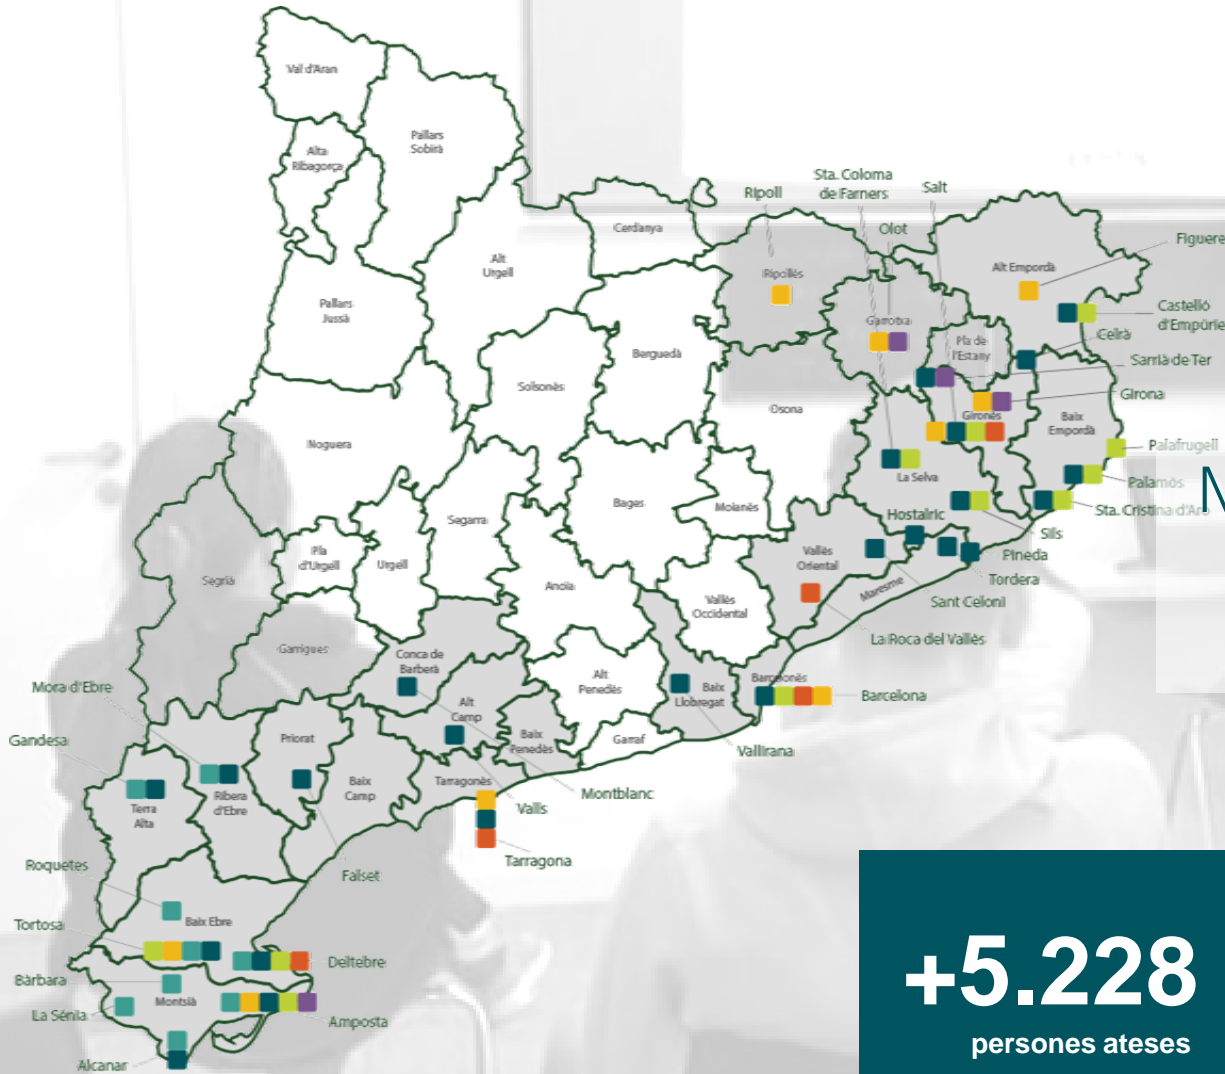 Val d'Aran
Pallars
Sobirà
Alta
Ribagorça
Sta. Coloma
de Farners
Salt
Ripoll
Olot
Cerdanya
Figuere
Alt
Urgell
Ripollès
Alt Empordà
Pallars
Jussà
Castelló
d'Empúrie
Garrotxa
Celrà
Pla de
l'Estany
Berguedà
Sarrià de Ter
Solsonès
Girona
Osona
Gironès
Baix
Empordà
Noguera
Palafrugell
La Selva
Palamós
Bages
Moianès
Sta. Cristina d'Aro
N
Segarra
Hostalric
Sils
Pla
d'Urgell
Urgell
Vallès
Oriental
Pineda
Segrià
Anoia
Maresme
Tordera
Vallès
Occidental
Sant Celoni
La Roca del Vallès
Garrigues
Conca de
Barberà
Alt
Penedès
Mora d'Ebre
Baix
Llobregat
Barcelonès
Barcelona
Alt
Camp
Gandesa
Priorat
Baix
Penedès
Garraf
Vallirana
Baix
Camp
Tarragonès
Montblanc
Ribera
d'Ebre
Terra
Alta
Valls
Roquetes
Falset
Tarragona
Baix Ebre
Tortosa
Deltebre
Bàrbara
Montsià
La Sénia
Amposta
Alcanar
+5.228
persones ateses